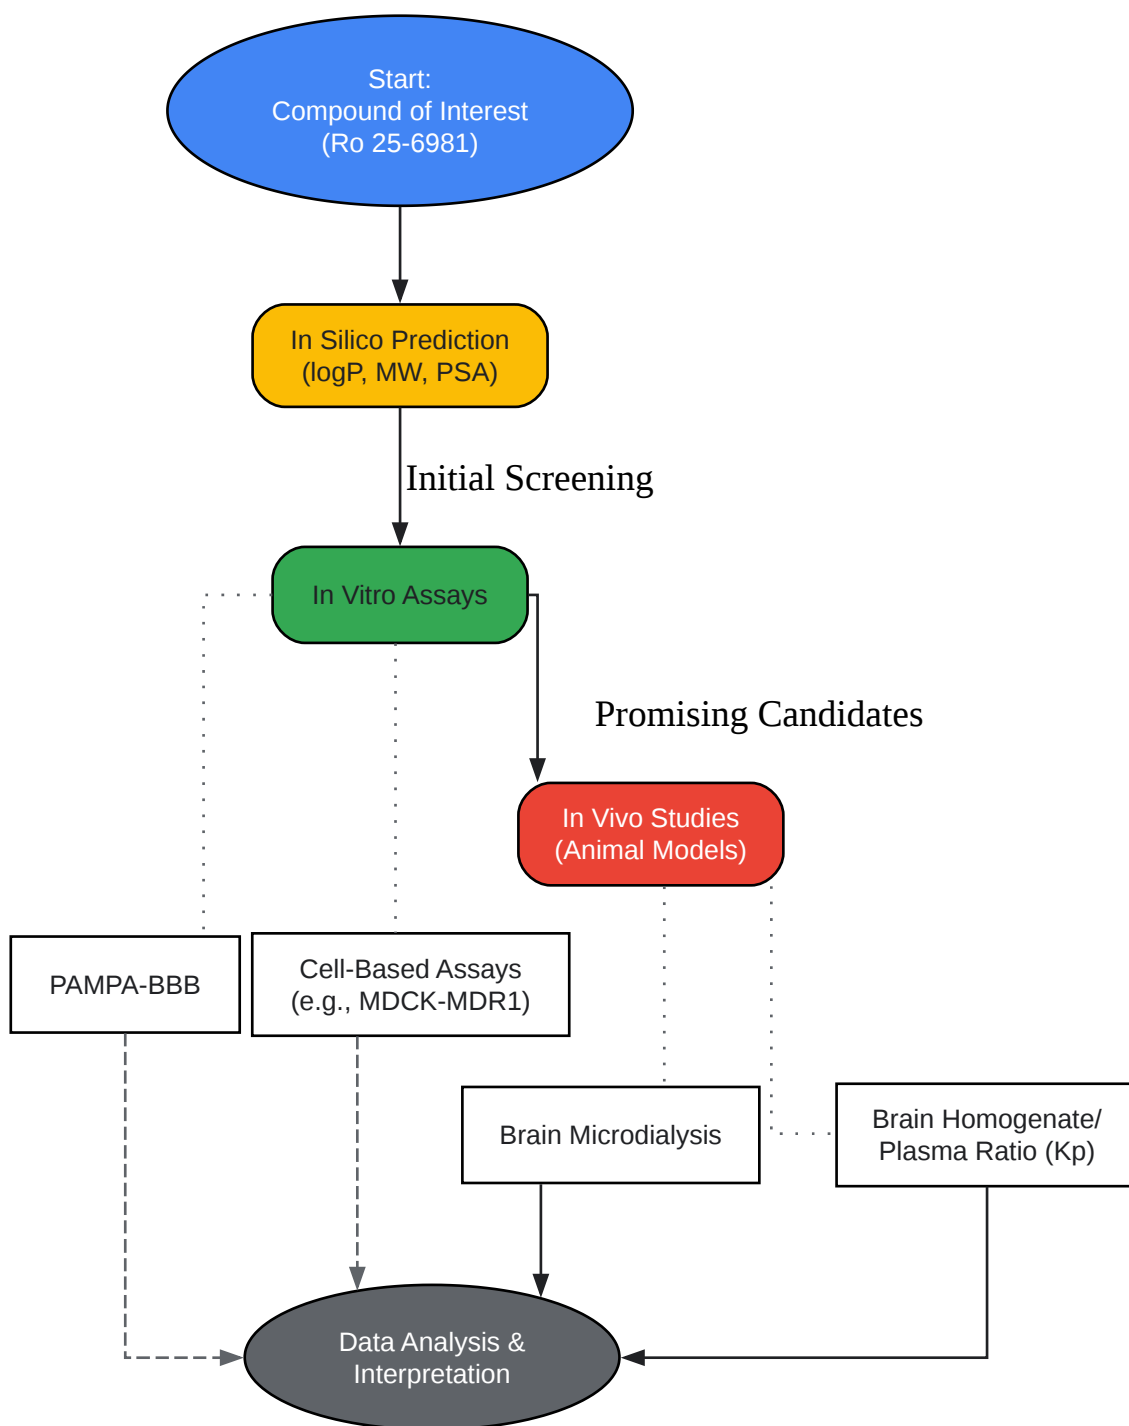 Start:
Compound of Interest
(Ro 25-6981)
In Silico Prediction
(logP, MW, PSA)
Initial Screening
In Vitro Assays
Promising Candidates
In Vivo Studies
(Animal Models)
PAMPA-BBB
Cell-Based Assays
(e.g., MDCK-MDR1)
Brain Microdialysis
Brain Homogenate/
Plasma Ratio (Kp)
Data Analysis &
Interpretation